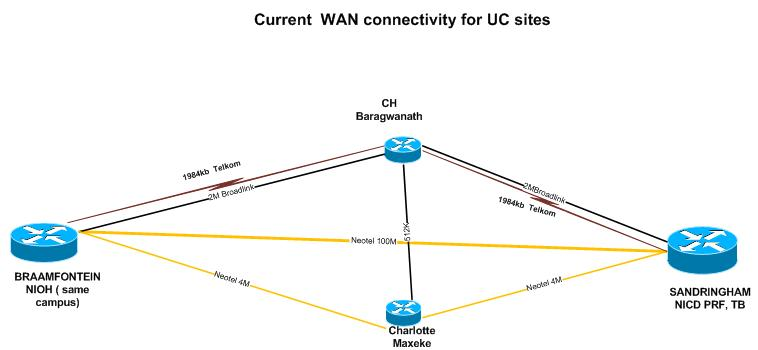 Current WAN connectivity for UC sites
CH
Baragwanath
1984kb Telkom
2M Broadlink
2MBroadlink
1984kb Telkom
512K
Neotel 100M
BRAAMFONTEIN
NIOH ( same
campus)
SANDRINGHAM
NICD PRF, TB
Neotel 4M
Neotel 4M
Charlotte
Maxeke